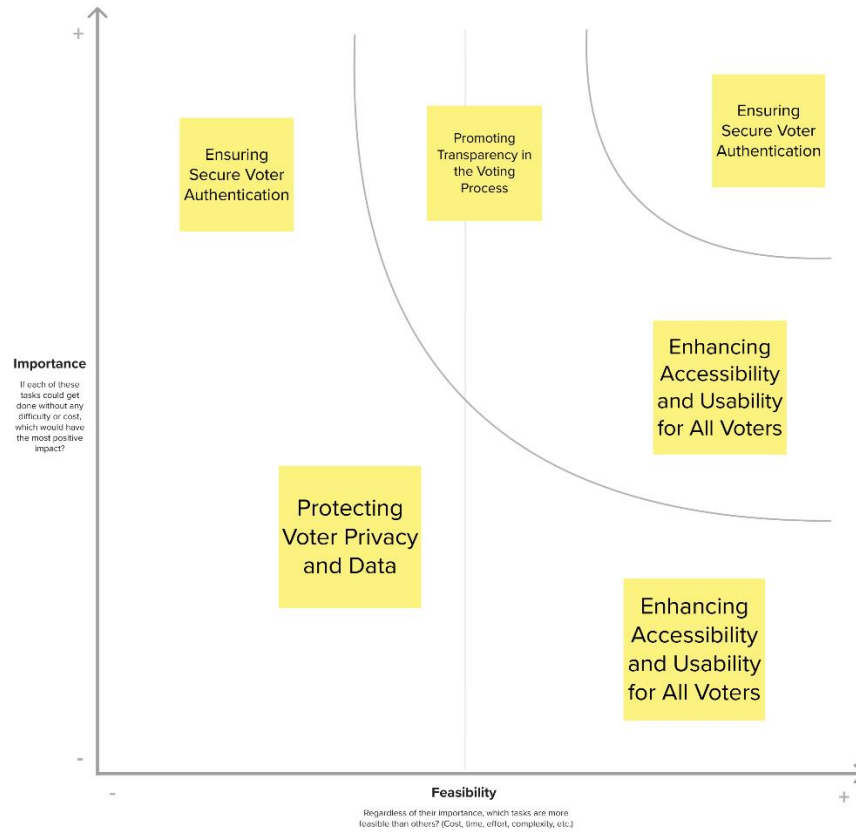 +
Ensuring
Secure Voter
Authentication
Promoting
Transparency in
the Voting
Process
Ensuring
Secure Voter
Authentication
Importance
If each of these
tasks could get
done without any
difficulty or cost,
which would have
the most positive
impact?
Enhancing
Accessibility
and Usability
for All Voters
Protecting
Voter Privacy
and Data
Enhancing
Accessibility
and Usability
for All Voters
-
-
Feasibility
+
Regardless of their importance, which tasks are more
feasible than others? (Cost, time, effort, complexity, etc.)